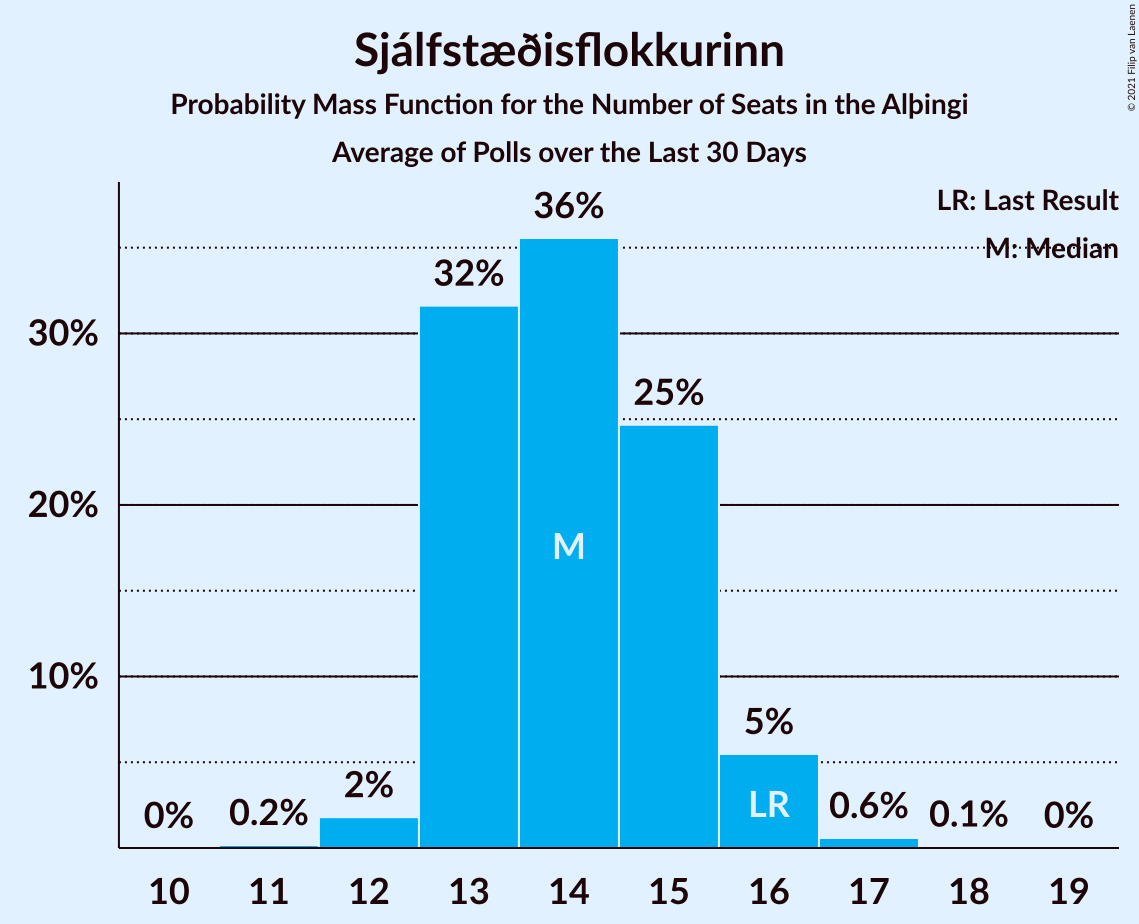 Sjálfstæðisflokkurinn
Probability Mass Function for the Number of Seats in the Alþingi
Average of Polls over the Last 30 Days
© 2021 Filip van Laenen
LR: Last Result
M: Median
30%
20%
10%
0%
0.2%
2%
32%
36%
25%
5%
0.6%
0.1%
0%
M
LR
10 11 12 13 14 15 16 17 18 19